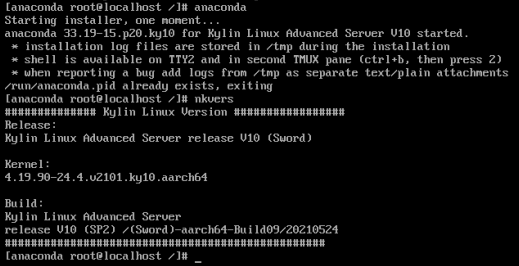 [anaconda root@localhost /]# anaconda
Starting installer, one moment...
anaconda 33.19-15.p20.ky10 for Kylin Linux Advanced Server V10 started.
* installation log files are stored in /tmp during the installation
* shell is available on TTY2 and in second TMUX pane (ctrl+b, then press 2)
* when reporting a bug add logs from /tmp as separate text/plain attachments
/run/anaconda.pid already exists, exiting
[anaconda root@localhost /]# nkvers
############## Kylin Linux Version #################
Release:
Kylin Linux Advanced Server release V10 (Sword)
Kernel:
4.19.90-24.4.v2101.ky10.aarch64
Build:
Kylin Linux Advanced Server
release V10 (SP2) /(Sword)-aarch64-Build09/20210524
#################################################
[anaconda root@localhost /]# _